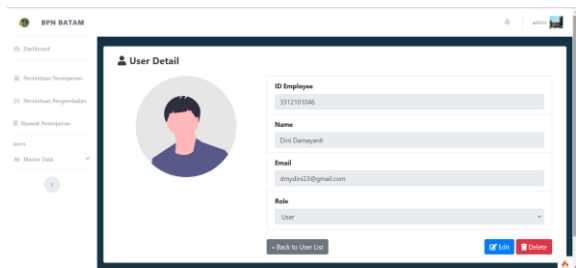 BPN BATAM
admin
Dashboard
Permintaan Peminjaman
Permintaan Pengembalian
Riwayat Peminjaman
DATA
Master Data
User Detail
ID Employee
3312101046
Name
Dini Damayanti
Email
dmydini23@gmail.com
Role
User
« Back to User List
Edit
Delete